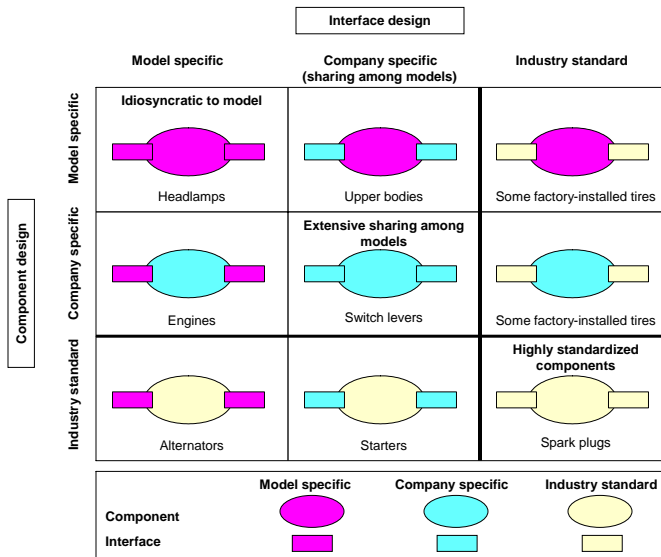 Interface design
Model specific
Company specific
(sharing among models)
Industry standard
Component design
Model specific
Idiosyncratic to model
Headlamps
Upper bodies
Some factory-installed tires
Company specific
Extensive sharing among
models
Engines
Switch levers
Some factory-installed tires
Industry standard
Highly standardized
components
Alternators
Starters
Spark plugs
Model specific
Company specific
Industry standard
Component
Interface